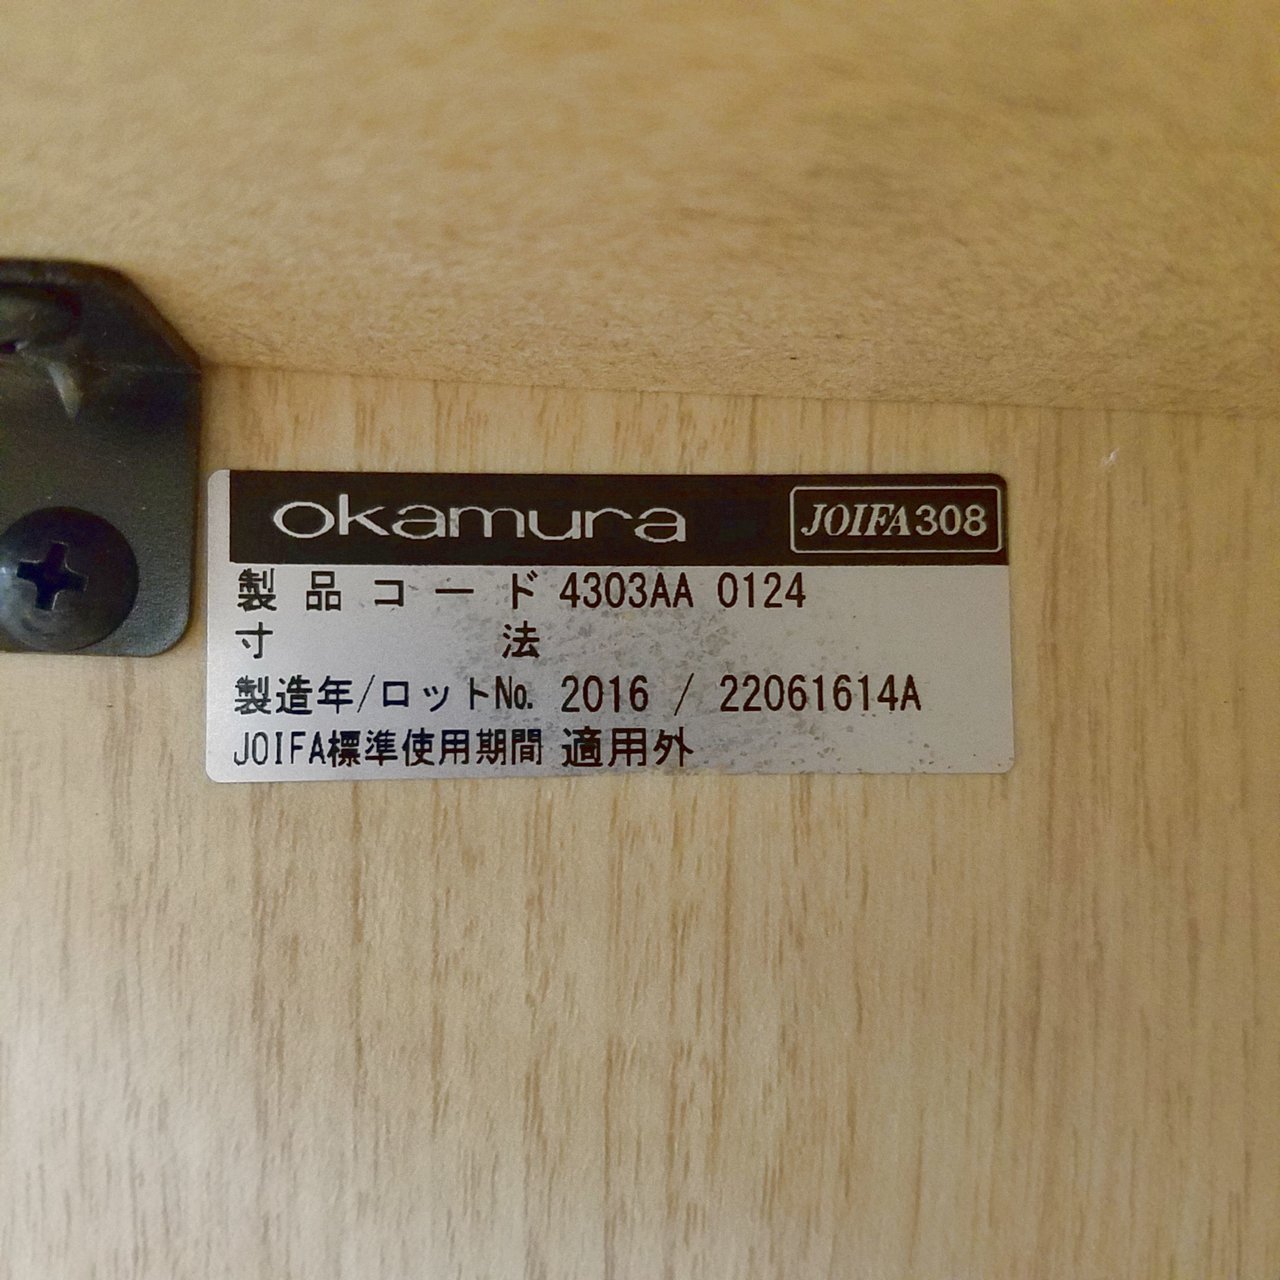 okamura JOIFA308
製品コード 4303AA 0124
寸法
製造年/ロット№ 2016 / 22061614A
JOIFA標準使用期間 適用外